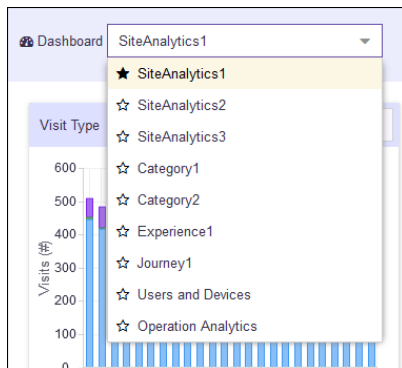 Dashboard SiteAnalytics1
SiteAnalytics1
SiteAnalytics2
SiteAnalytics3
Category1
Category2
Experience1
Journey1
Users and Devices
Operation Analytics
Visit Type
600
500
400
300
200
100
0
Visits (#)